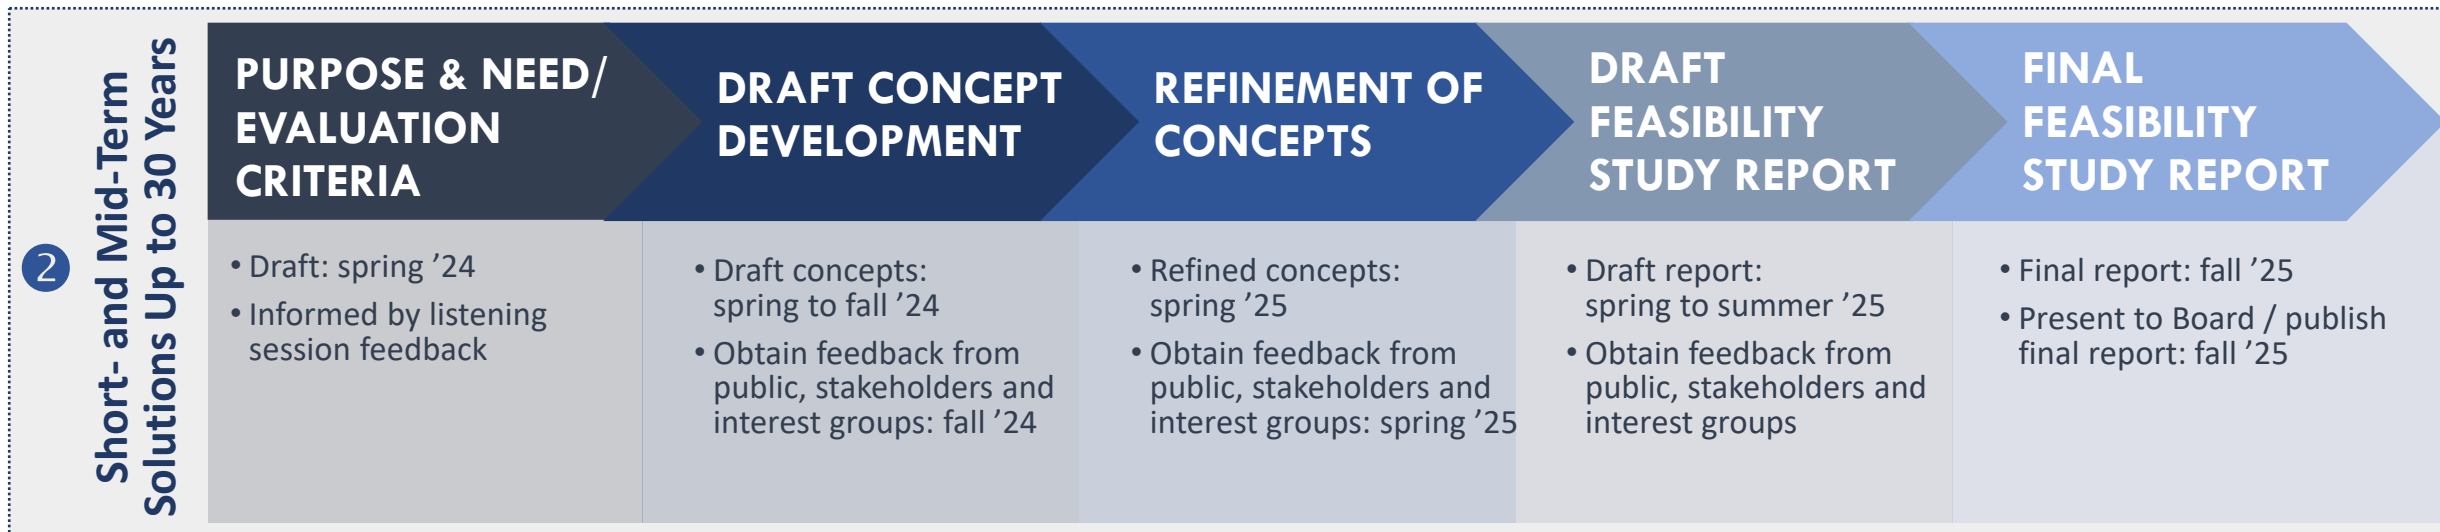 2
Short- and Mid-Term
Solutions Up to 30 Years
PURPOSE & NEED/
EVALUATION
CRITERIA
• Draft: spring ’24
• Informed by listening
session feedback
DRAFT CONCEPT
DEVELOPMENT
• Draft concepts:
spring to fall ’24
• Obtain feedback from
public, stakeholders and
interest groups: fall ’24
REFINEMENT OF
CONCEPTS
• Refined concepts:
spring ’25
• Obtain feedback from
public, stakeholders and
interest groups: spring ’25
DRAFT
FEASIBILITY
STUDY REPORT
• Draft report:
spring to summer ’25
• Obtain feedback from
public, stakeholders and
interest groups
FINAL
FEASIBILITY
STUDY REPORT
• Final report: fall ’25
• Present to Board / publish
final report: fall ’25